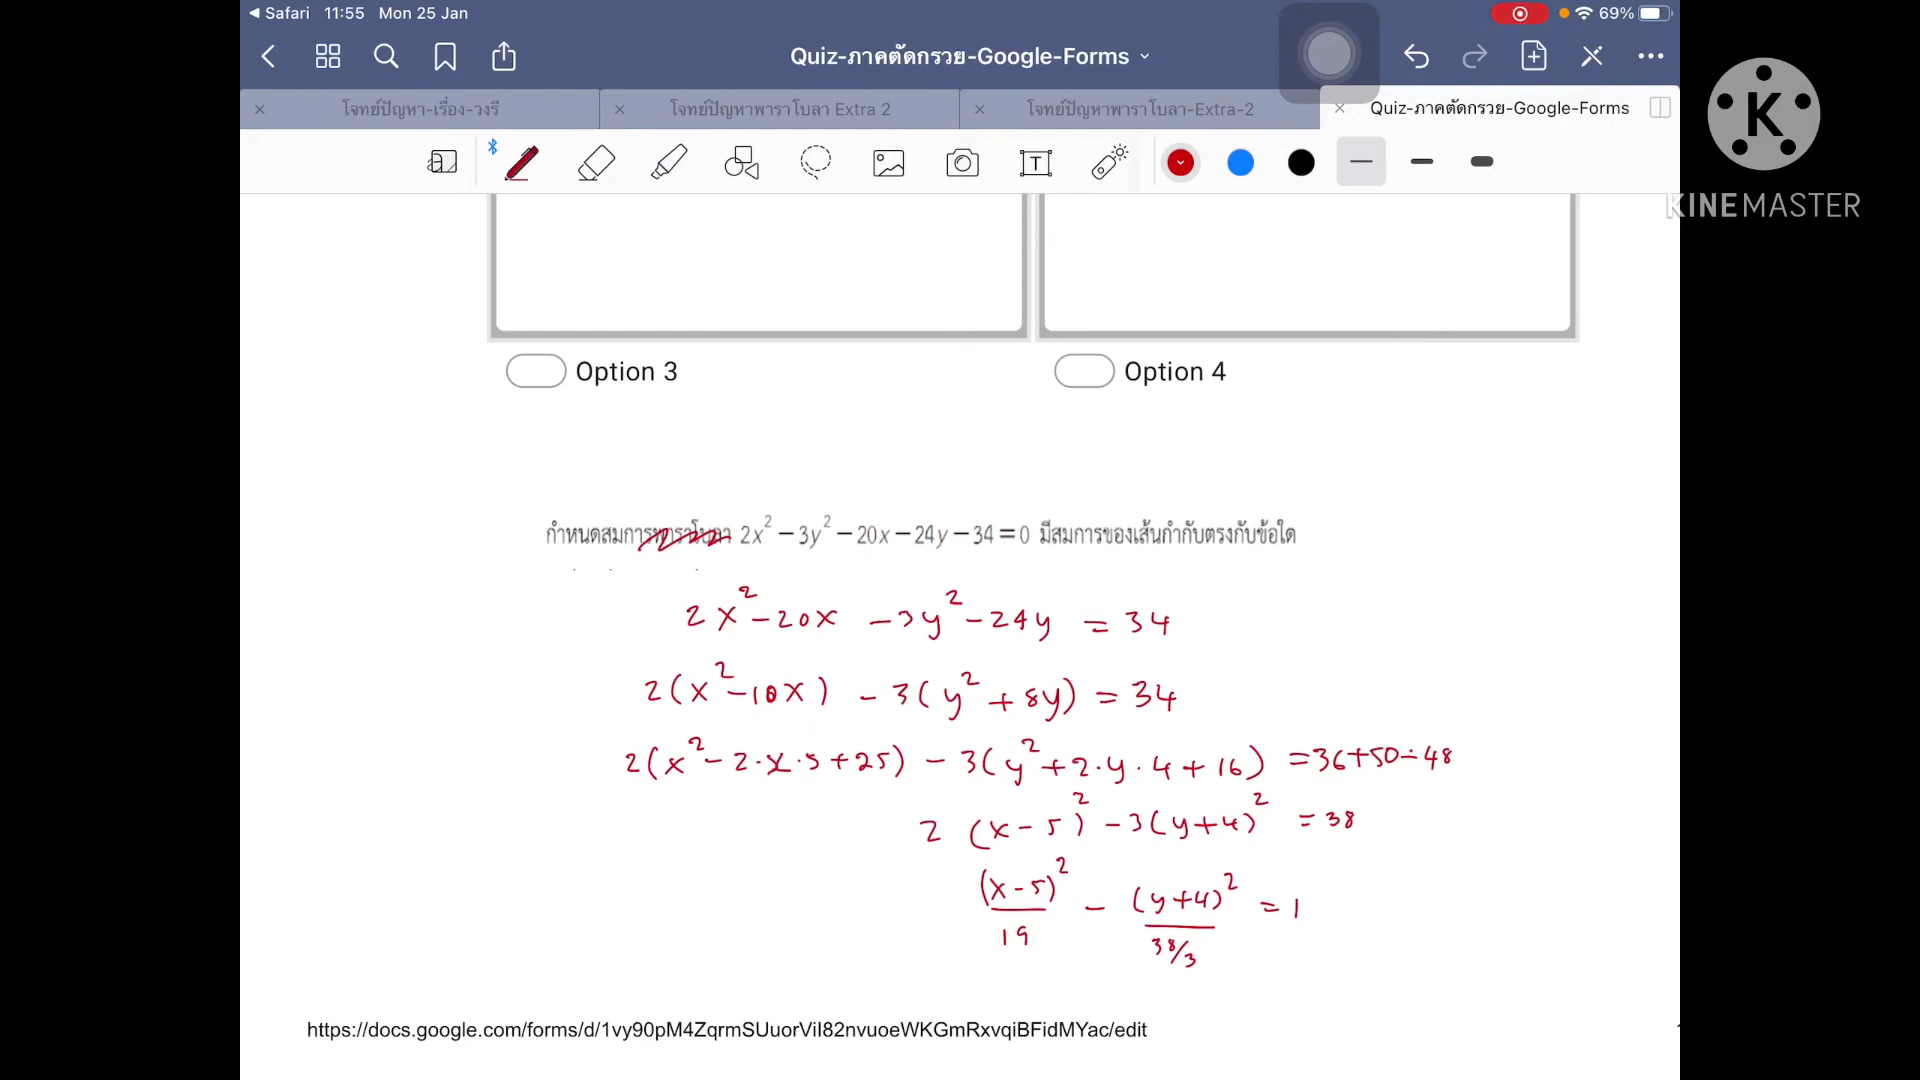 Safari 11:55 Mon 25 Jan 69%
Quiz-ภาคตัดกรวย-Google-Forms
โจทย์ปัญหา-เรื่อง-วงรี
โจทย์ปัญหาพาราโบลา Extra 2
โจทย์ปัญหาพาราโบลา-Extra-2
Quiz-ภาคตัดกรวย-Google-Forms
K
KINEMASTER
Option 3
Option 4
กำหนดสมการพาราโบลา 2x² − 3y² − 20x − 24y − 34 = 0 มีสมการของเส้นกำกับตรงกับข้อใด
2x² − 20x − 3y² − 24y = 34
2(x² − 10x) − 3(y² + 8y) = 34
2(x² − 2·x·5 + 25) − 3(y² + 2·y·4 + 16) = 36 + 50 − 48
2(x − 5)² − 3(y + 4)² = 38
(x − 5)²/19 − (y + 4)²/(38/3) = 1
https://docs.google.com/forms/d/1vy90pM4ZqrmSUuorViI82nvuoeWKGmRxvqiBFidMYac/edit